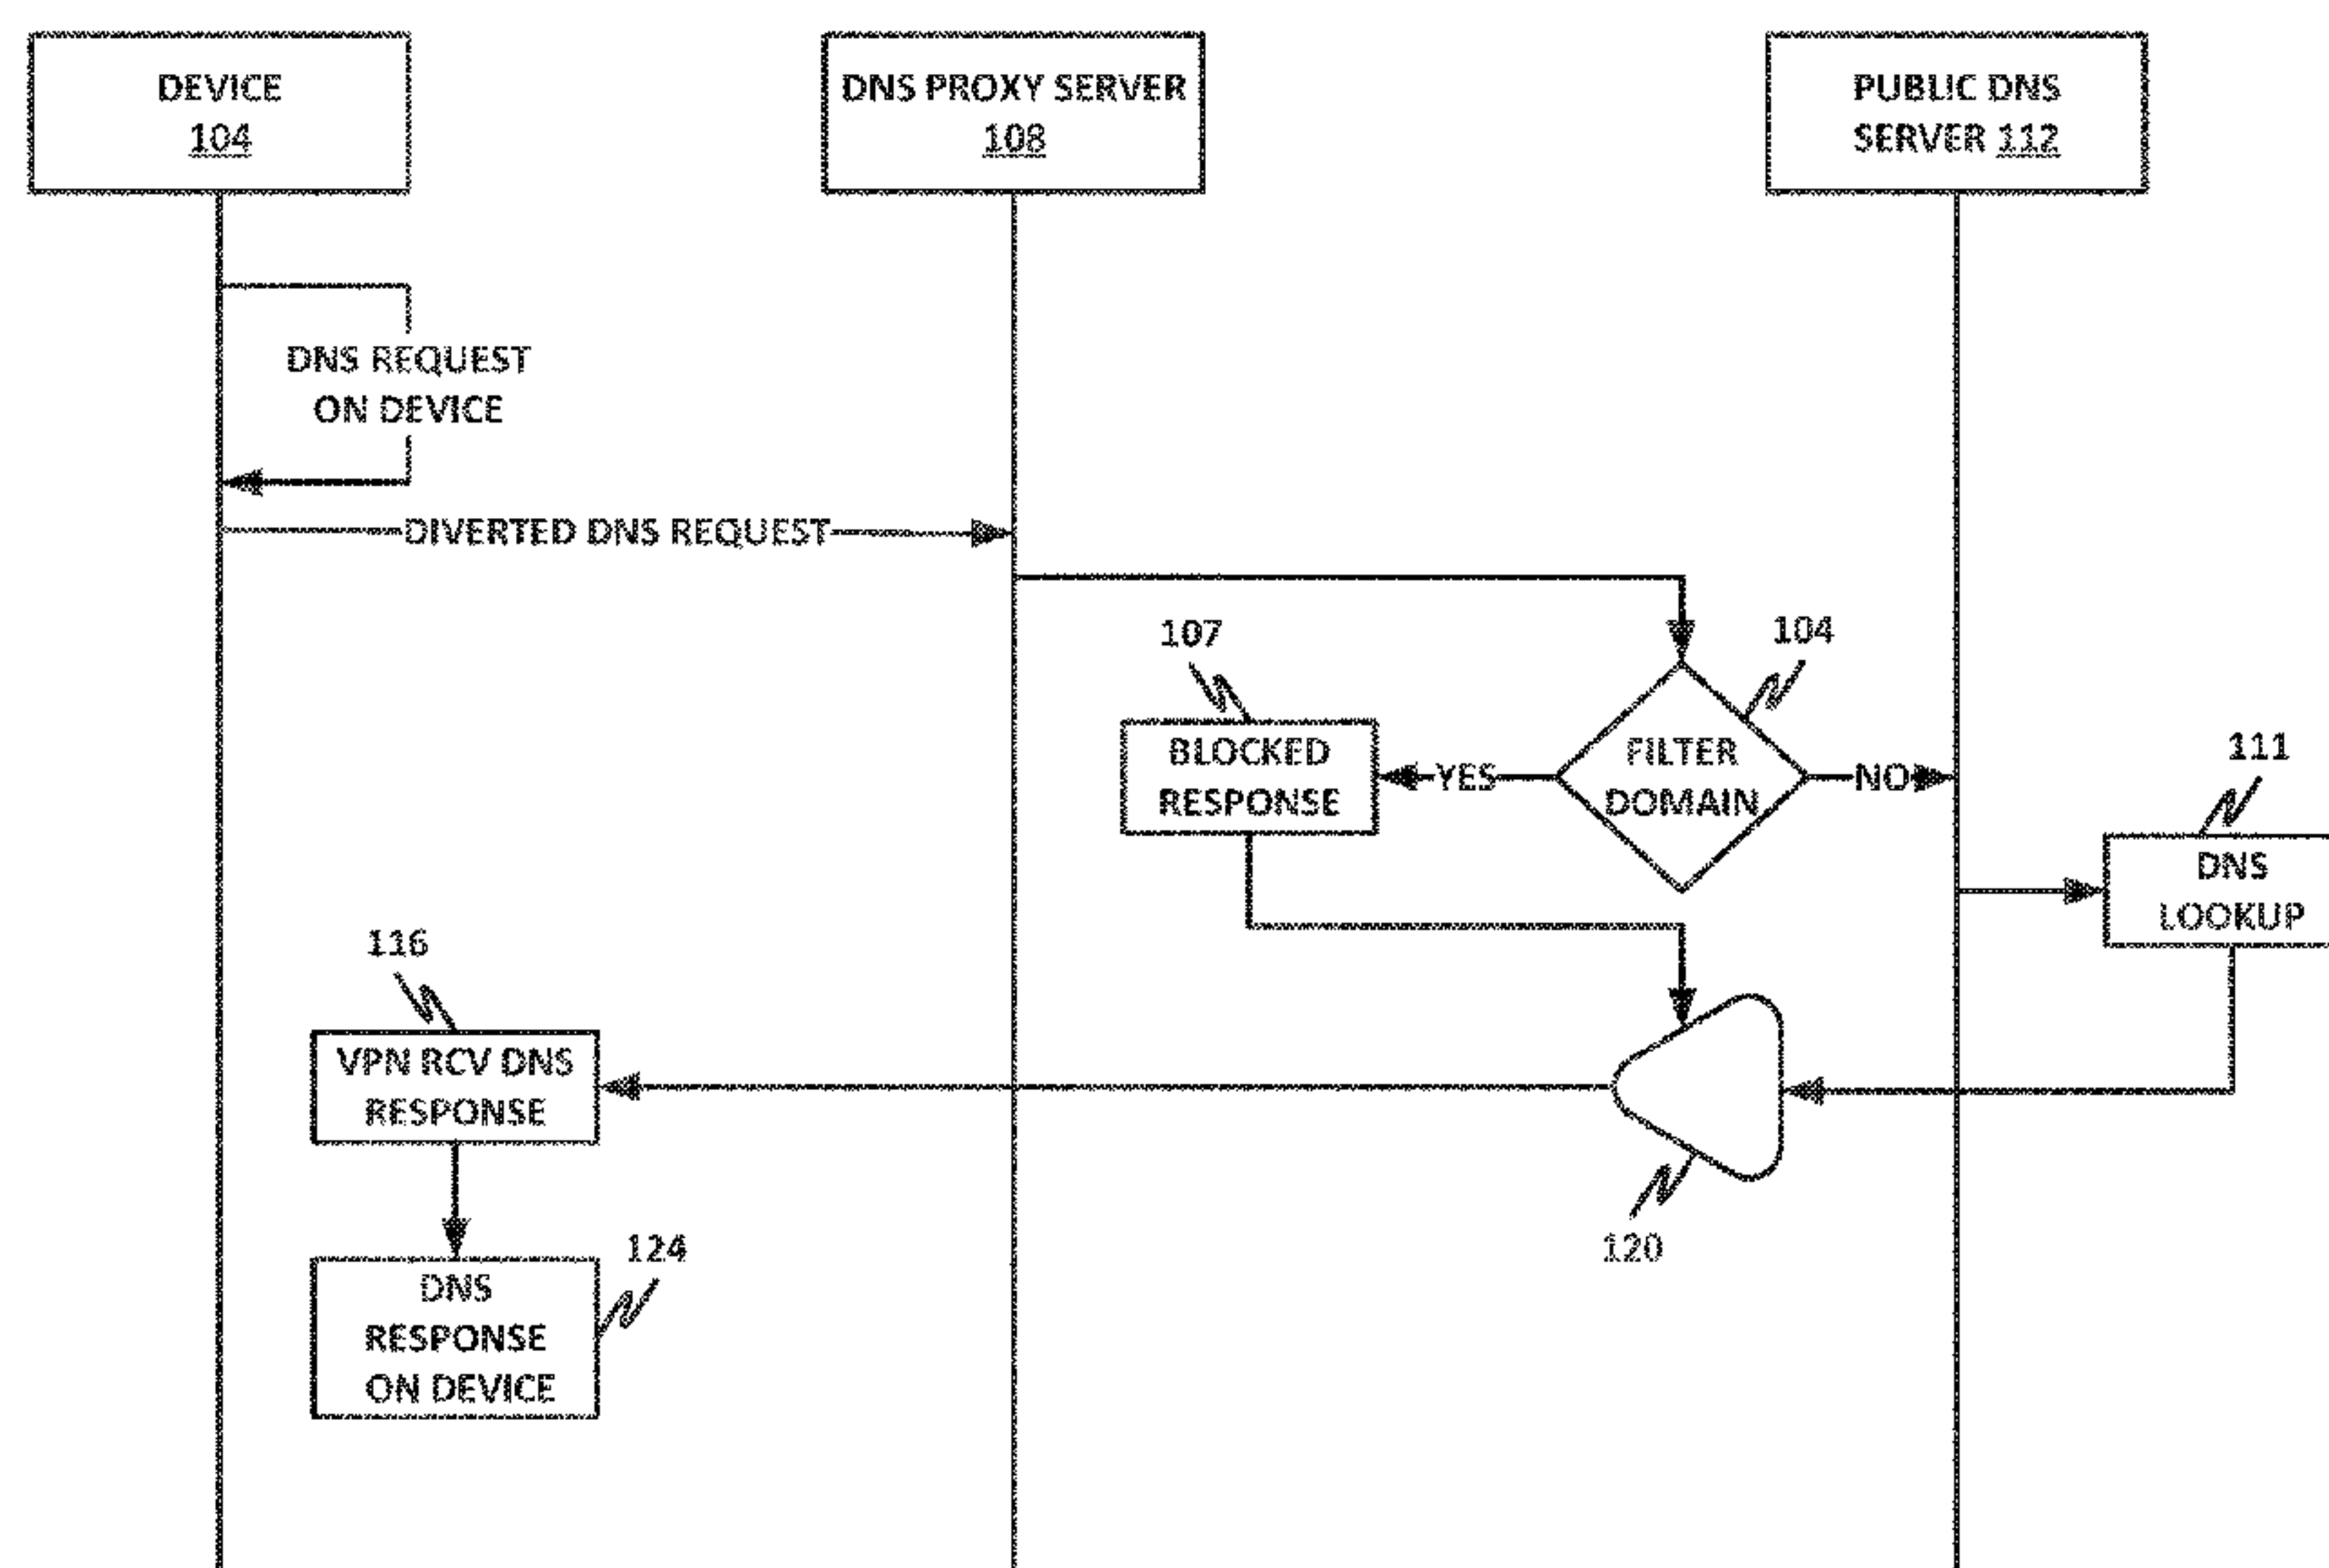 DEVICE
104
DNS PROXY SERVER
108
PUBLIC DNS
SERVER 112
DNS REQUEST
ON DEVICE
DIVERTED DNS REQUEST
107
104
BLOCKED
RESPONSE
YES
FILTER
DOMAIN
NO
111
DNS
LOOKUP
116
VPN RCV DNS
RESPONSE
120
124
DNS
RESPONSE
ON DEVICE